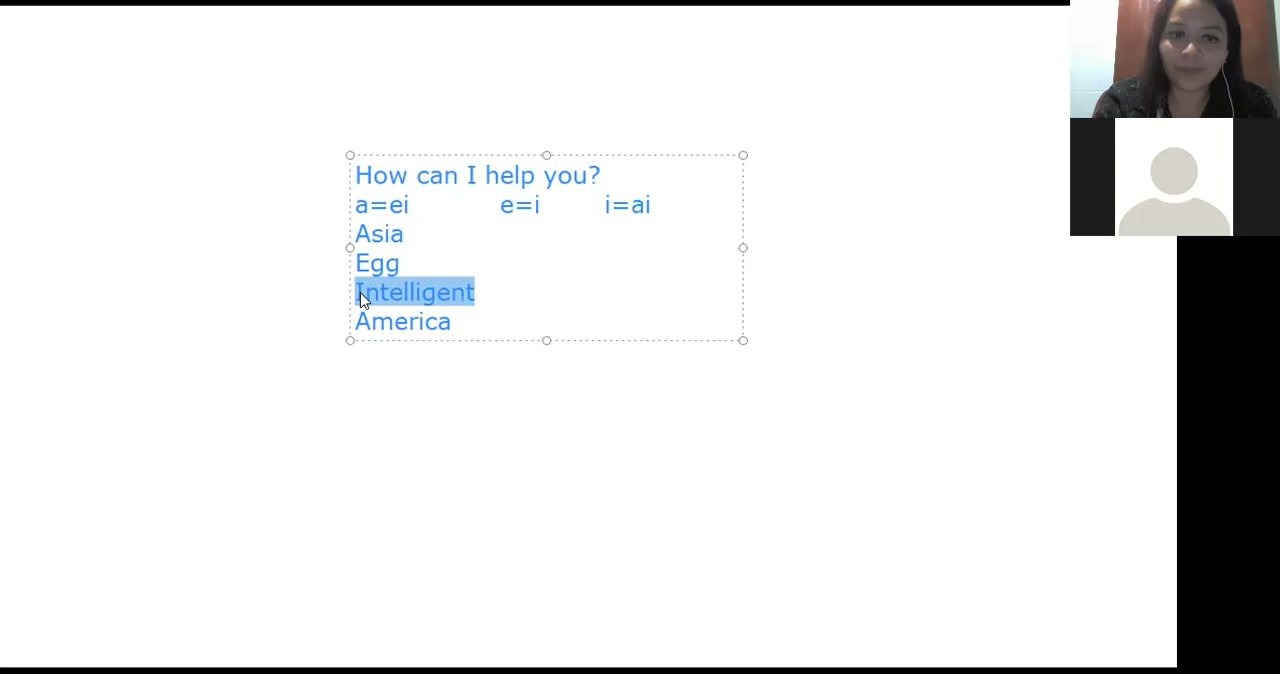 How can I help you?
a=ei e=i i=ai
Asia
Egg
Intelligent
America